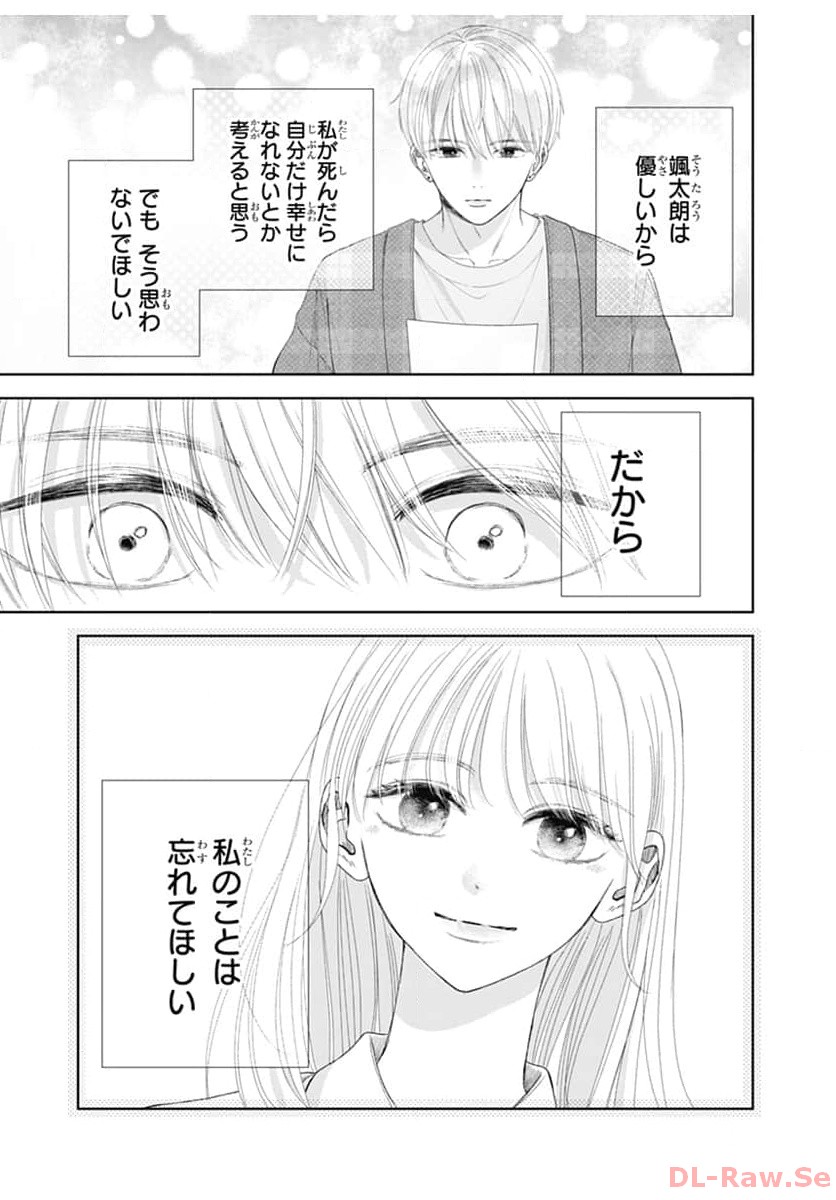 颯太朗は
優しいから
私が死んだら
自分だけ幸せに
なれないとか
考えると思う
でも そう思わ
ないでほしい
だから
私のことは
忘れてほしい
DL-Raw.Se